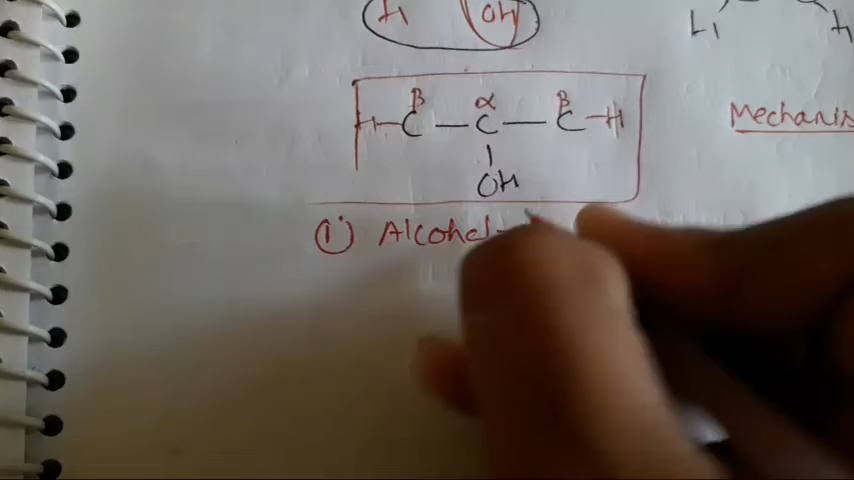 H OH
β α β
H-C-C-C-H
OH
Mechanis
① Alcohol-